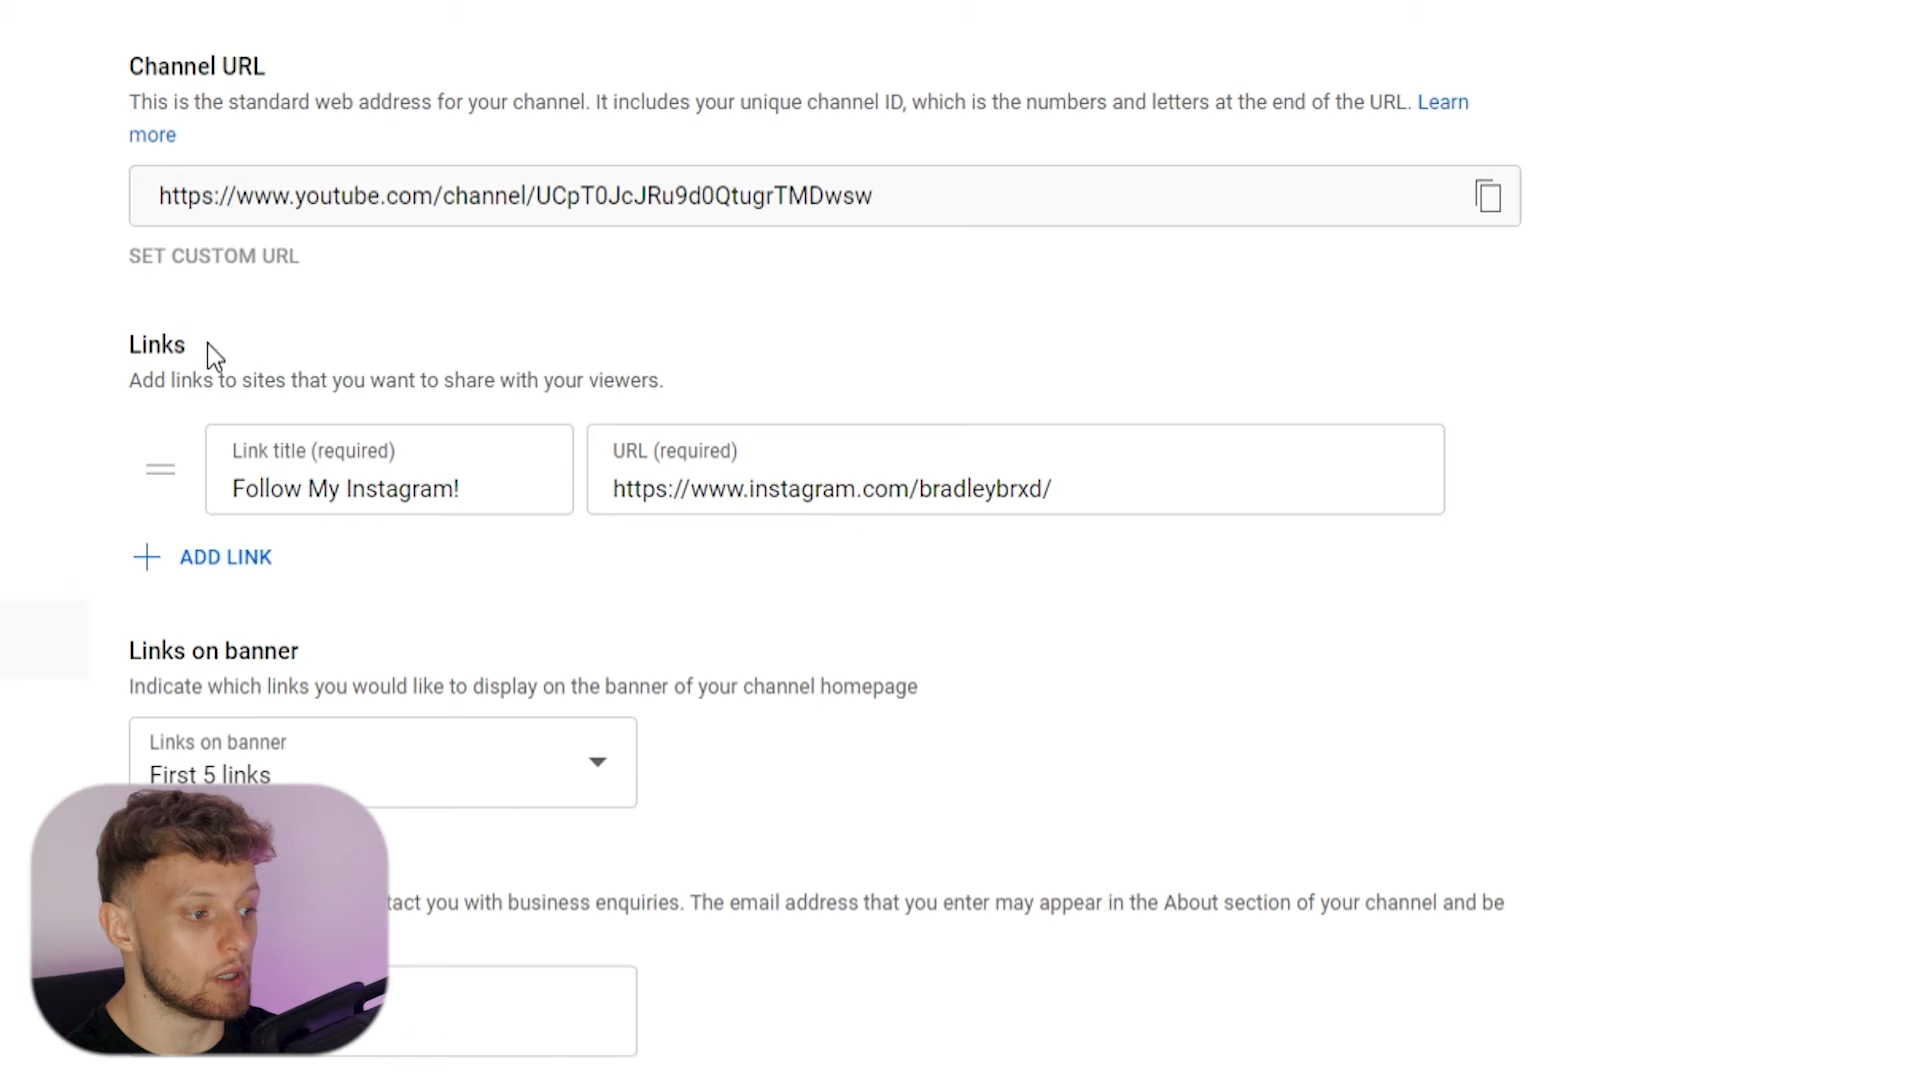 Channel URL
This is the standard web address for your channel. It includes your unique channel ID, which is the numbers and letters at the end of the URL. Learn
more
https://www.youtube.com/channel/UCpT0JcJRu9d0QtugrTMDwsw
SET CUSTOM URL
Links
Add links to sites that you want to share with your viewers.
Link title (required)
Follow My Instagram!
URL (required)
https://www.instagram.com/bradleybrxd/
ADD LINK
Links on banner
Indicate which links you would like to display on the banner of your channel homepage
Links on banner
First 5 links
tact you with business enquiries. The email address that you enter may appear in the About section of your channel and be